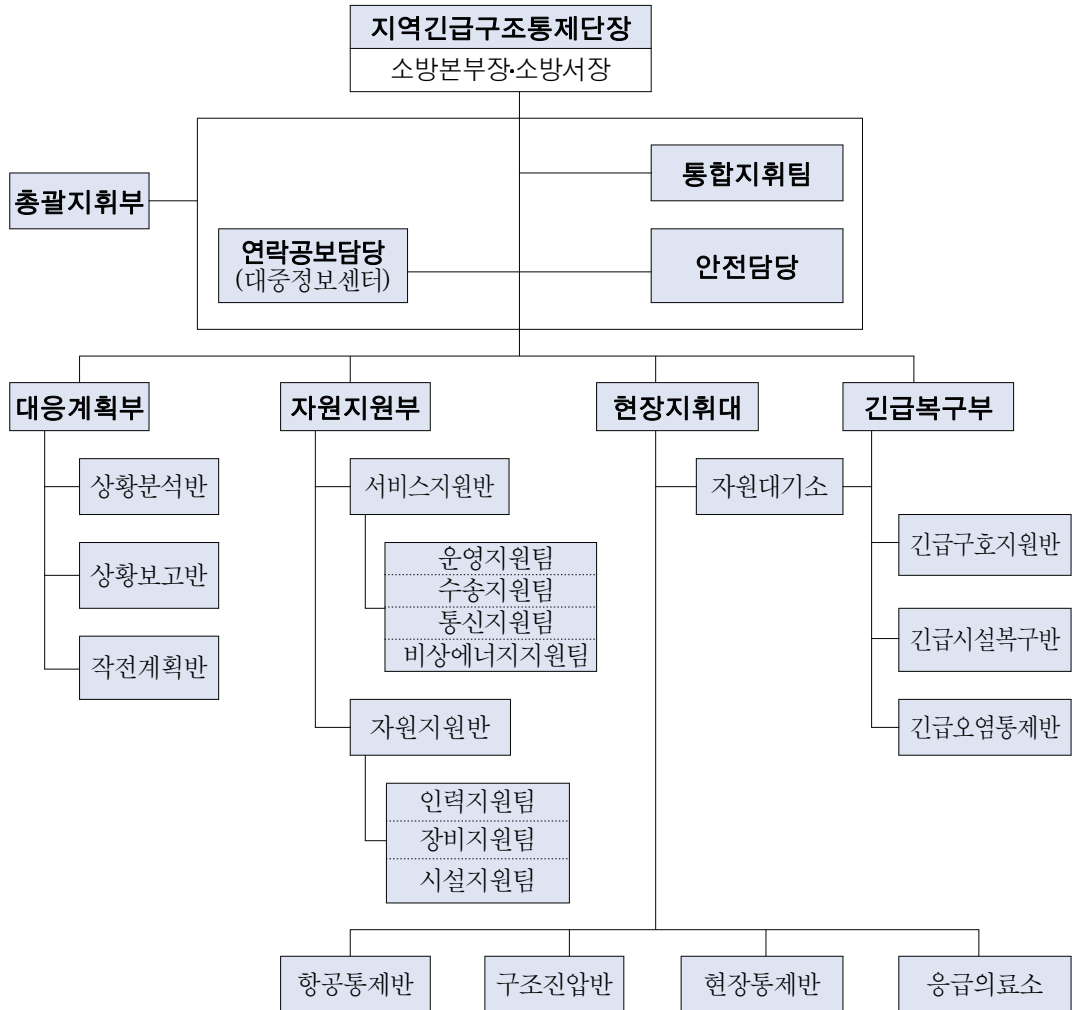 지역긴급구조통제단장
소방본부장·소방서장
통합지휘팀
총괄지휘부
연락공보담당
(대중정보센터)
안전담당
대응계획부
자원지원부
현장지휘대
긴급복구부
상황분석반
상황보고반
작전계획반
서비스지원반
운영지원팀
수송지원팀
통신지원팀
비상에너지지원팀
자원지원반
인력지원팀
장비지원팀
시설지원팀
자원대기소
긴급구호지원반
긴급시설복구반
긴급오염통제반
항공통제반
구조진압반
현장통제반
응급의료소